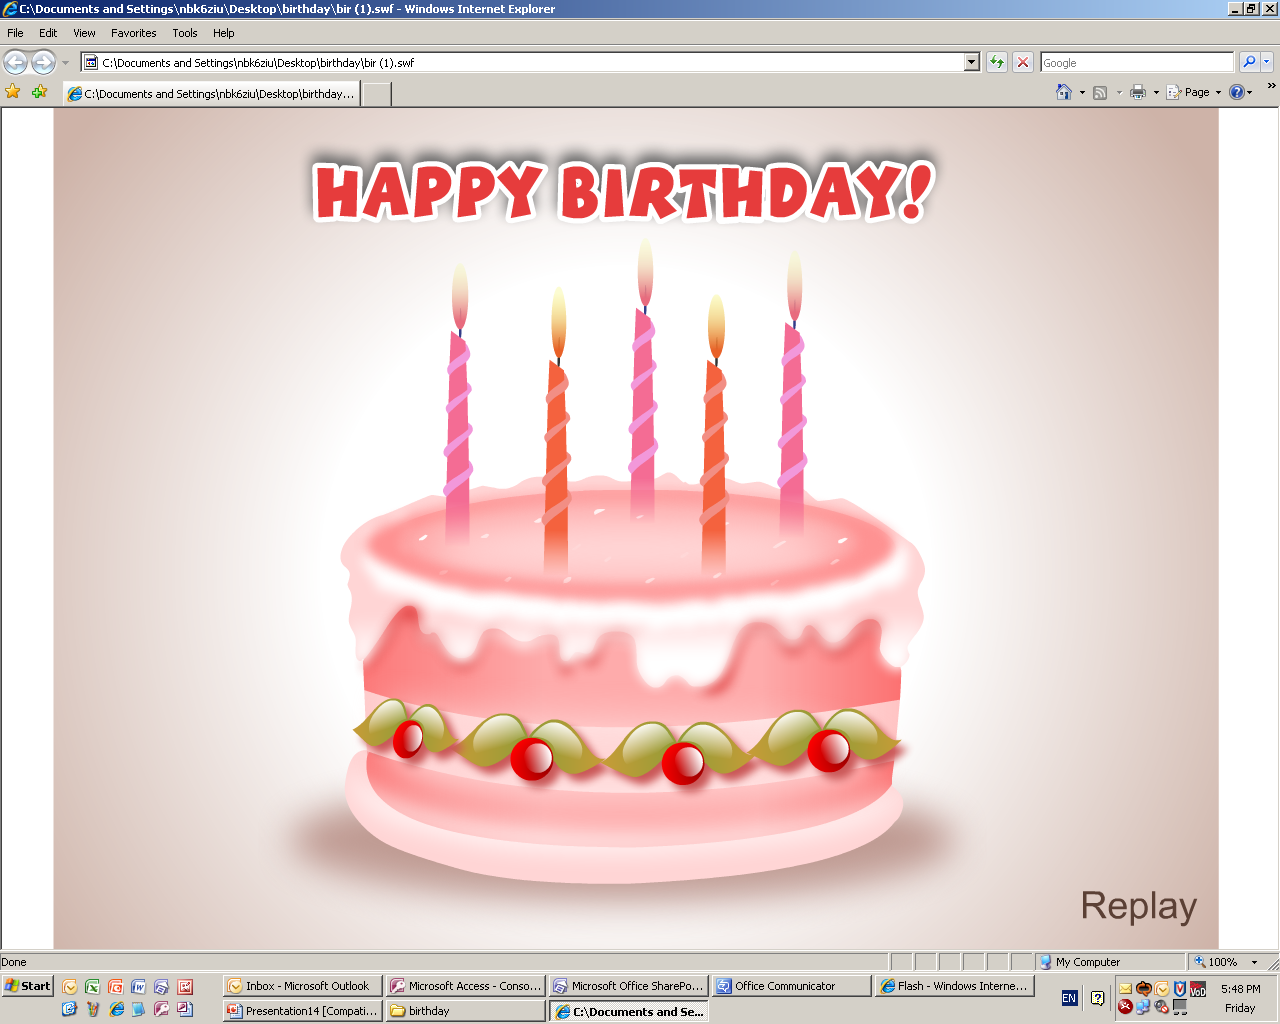 C:\Documents and Settings\nbk6ziu\Desktop\birthday\bir (1).swf - Windows Internet Explorer
File Edit View Favorites Tools Help
C:\Documents and Settings\nbk6ziu\Desktop\birthday\bir (1).swf
Google
C:\Documents and Settings\nbk6ziu\Desktop\birthday...
Page
HAPPY BIRTHDAY!
Replay
Done
My Computer
100%
Start
Inbox - Microsoft Outlook
Microsoft Access - Conso...
Microsoft Office SharePo...
Office Communicator
Flash - Windows Interne...
Presentation14 [Compati...
birthday
C:\Documents and Se...
EN
5:48 PM
Friday